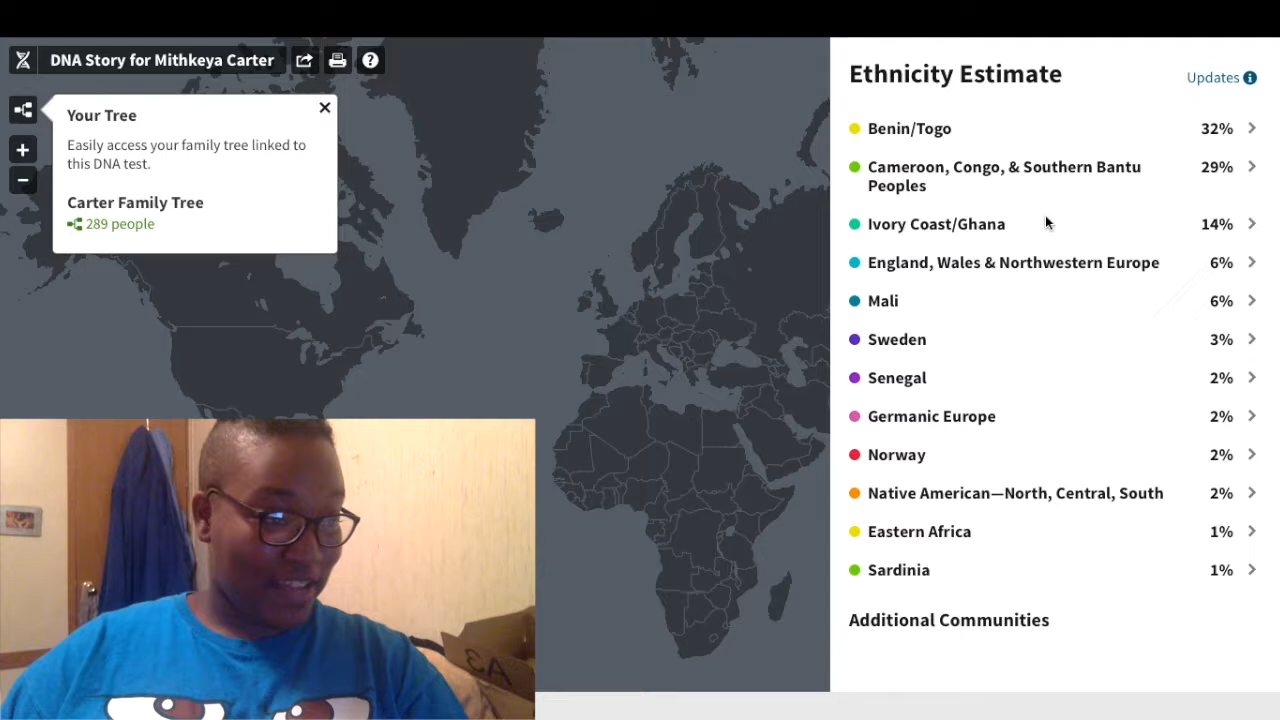 DNA Story for Mithkeya Carter
Your Tree
Easily access your family tree linked to
this DNA test.
Carter Family Tree
289 people
Ethnicity Estimate
Updates
Benin/Togo 32%
Cameroon, Congo, & Southern Bantu
Peoples 29%
Ivory Coast/Ghana 14%
England, Wales & Northwestern Europe 6%
Mali 6%
Sweden 3%
Senegal 2%
Germanic Europe 2%
Norway 2%
Native American—North, Central, South 2%
Eastern Africa 1%
Sardinia 1%
Additional Communities